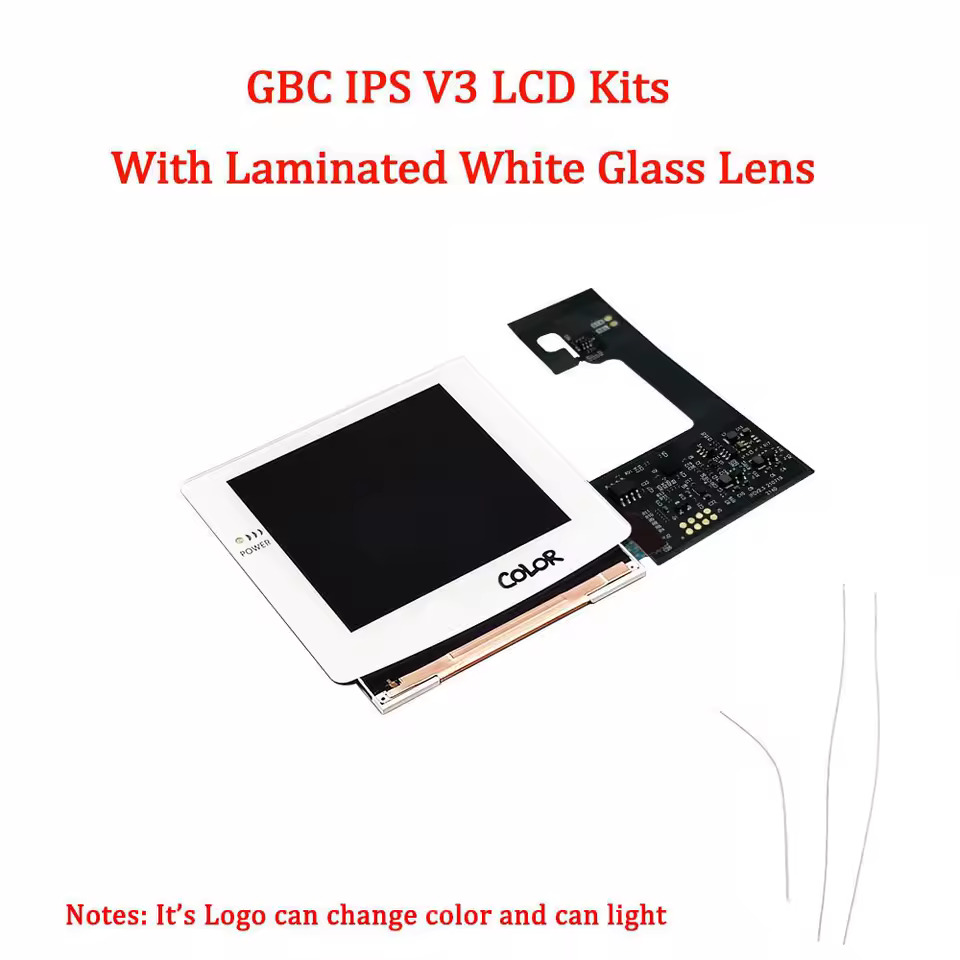 GBC IPS V3 LCD Kits
With Laminated White Glass Lens
POWER
COLOR
Notes: It's Logo can change color and can light